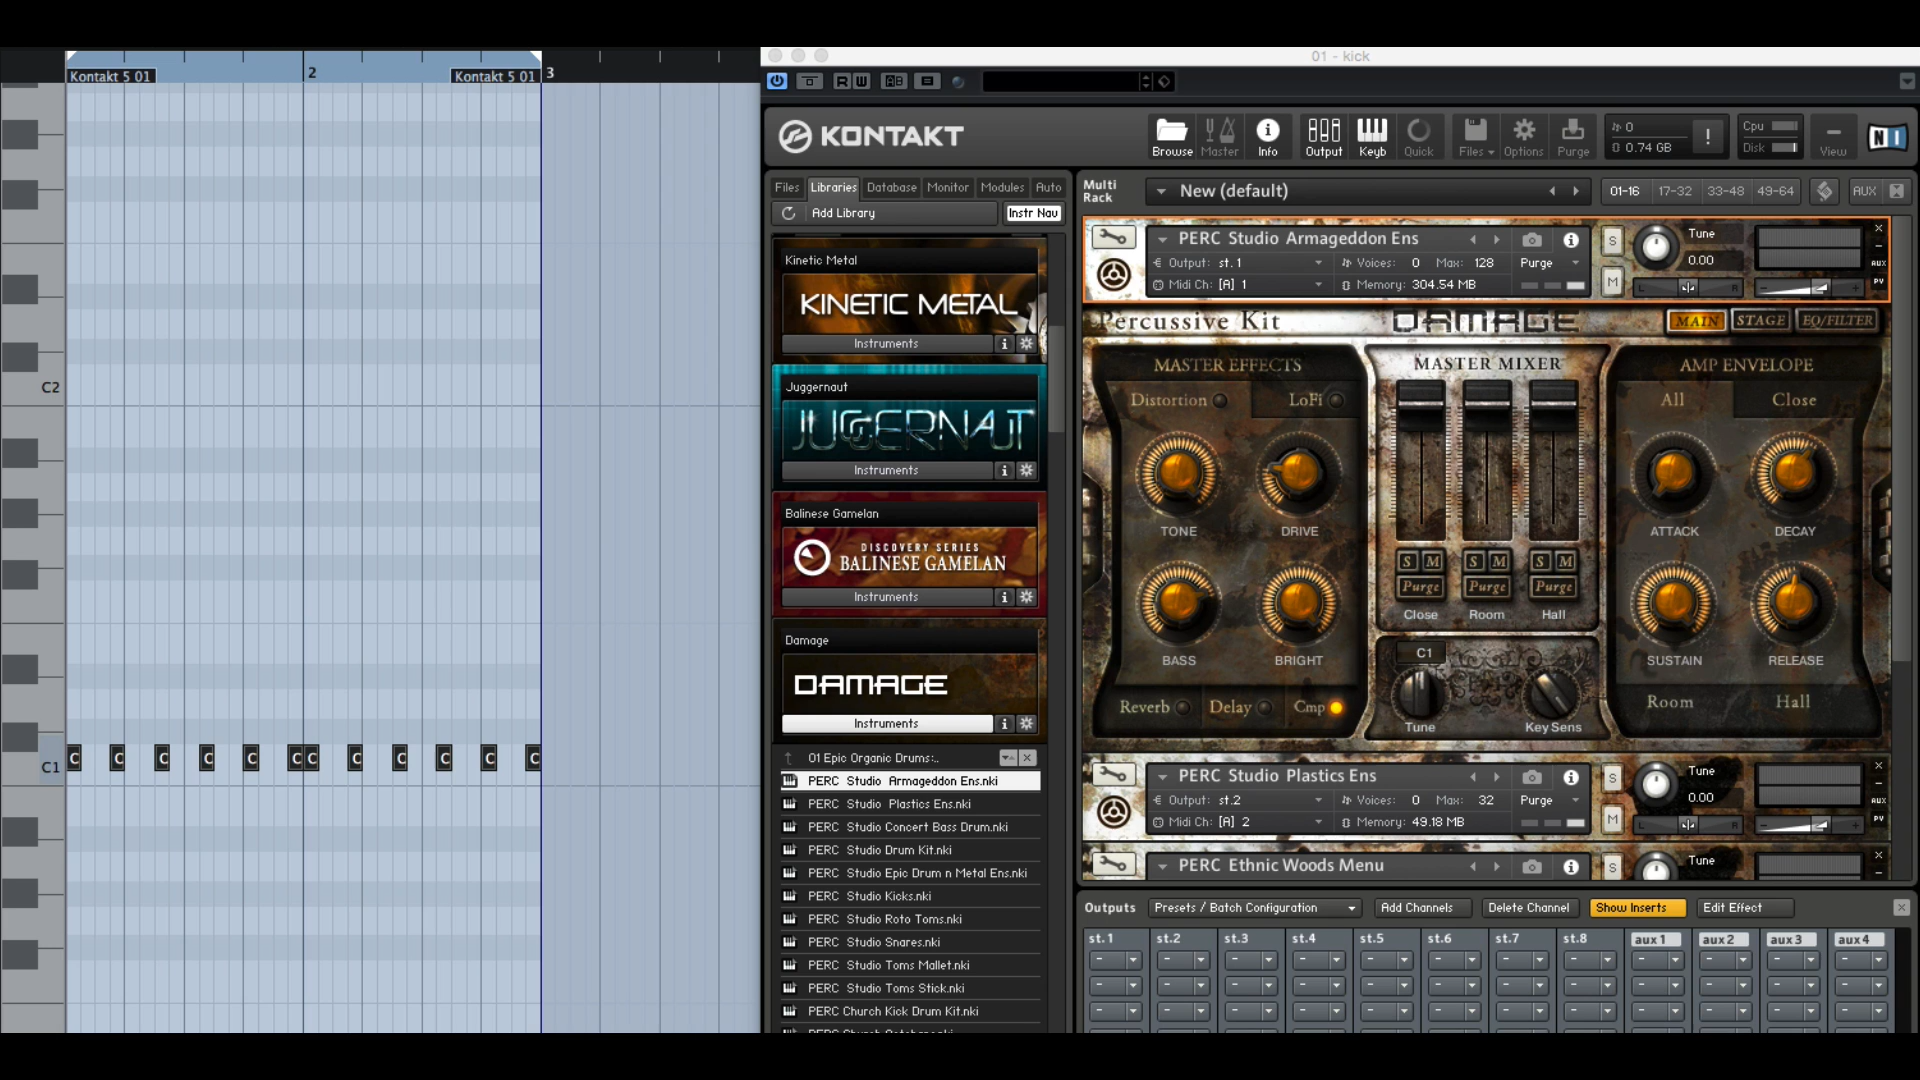 01 - kick
Kontakt 5 01
2
Kontakt 5 01
3
R W
KONTAKT
Browse
Master
Info
Output
Keyb
Quick
Files
Options
Purge
0
0.74 GB
!
Cpu
Disk
View
NI
Files
Libraries
Database
Monitor
Modules
Auto
Add Library
Instr Nav
Multi Rack
New (default)
01-16
17-32
33-48
49-64
AUX
Kinetic Metal
KINETIC METAL
Instruments
Juggernaut
JUGGERNAUT
Instruments
Balinese Gamelan
DISCOVERY SERIES
BALINESE GAMELAN
Instruments
Damage
DAMAGE
Instruments
01 Epic Organic Drums:..
PERC Studio Armageddon Ens.nki
PERC Studio Plastics Ens.nki
PERC Studio Concert Bass Drum.nki
PERC Studio Drum Kit.nki
PERC Studio Epic Drum n Metal Ens.nki
PERC Studio Kicks.nki
PERC Studio Roto Toms.nki
PERC Studio Snares.nki
PERC Studio Toms Mallet.nki
PERC Studio Toms Stick.nki
PERC Church Kick Drum Kit.nki
PERC Studio Armageddon Ens
Output: st.1
Voices: 0 Max: 128
Purge
Midi Ch: [A] 1
Memory: 304.54 MB
S
M
Tune
0.00
L R
AUX
PV
Percussive Kit
DAMAGE
MAIN
STAGE
EQ/FILTER
MASTER EFFECTS
Distortion
LoFi
TONE
DRIVE
BASS
BRIGHT
Reverb
Delay
Cmp
MASTER MIXER
S M
S M
S M
Purge
Purge
Purge
Close
Room
Hall
C1
Tune
Key Sens
AMP ENVELOPE
All
Close
ATTACK
DECAY
SUSTAIN
RELEASE
Room
Hall
PERC Studio Plastics Ens
Output: st.2
Voices: 0 Max: 32
Purge
Midi Ch: [A] 2
Memory: 49.18 MB
S
M
Tune
0.00
L R
AUX
PV
PERC Ethnic Woods Menu
S
Tune
Outputs
Presets / Batch Configuration
Add Channels
Delete Channel
Show Inserts
Edit Effect
st.1
st.2
st.3
st.4
st.5
st.6
st.7
st.8
aux1
aux2
aux3
aux4
C2
C1
C C C C C C C C C C C C